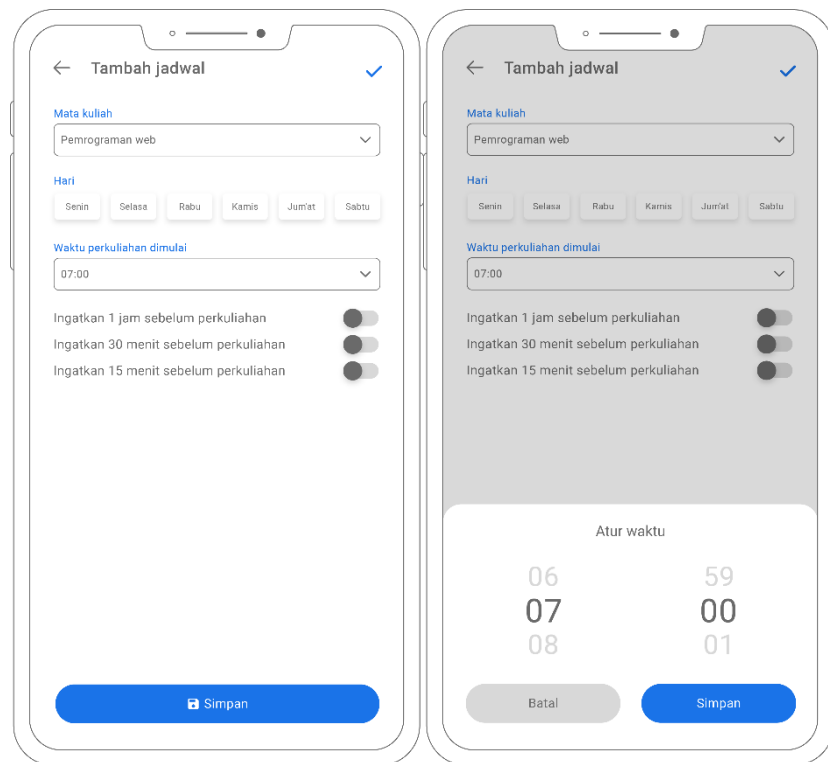 Tambah jadwal
Mata kuliah
Pemrograman web
Hari
Senin Selasa Rabu Kamis Jum'at Sabtu
Waktu perkuliahan dimulai
07:00
Ingatkan 1 jam sebelum perkuliahan
Ingatkan 30 menit sebelum perkuliahan
Ingatkan 15 menit sebelum perkuliahan
Simpan
Tambah jadwal
Mata kuliah
Pemrograman web
Hari
Senin Selasa Rabu Kamis Jum'at Sabtu
Waktu perkuliahan dimulai
07:00
Ingatkan 1 jam sebelum perkuliahan
Ingatkan 30 menit sebelum perkuliahan
Ingatkan 15 menit sebelum perkuliahan
Atur waktu
06 59
07 00
08 01
Batal Simpan